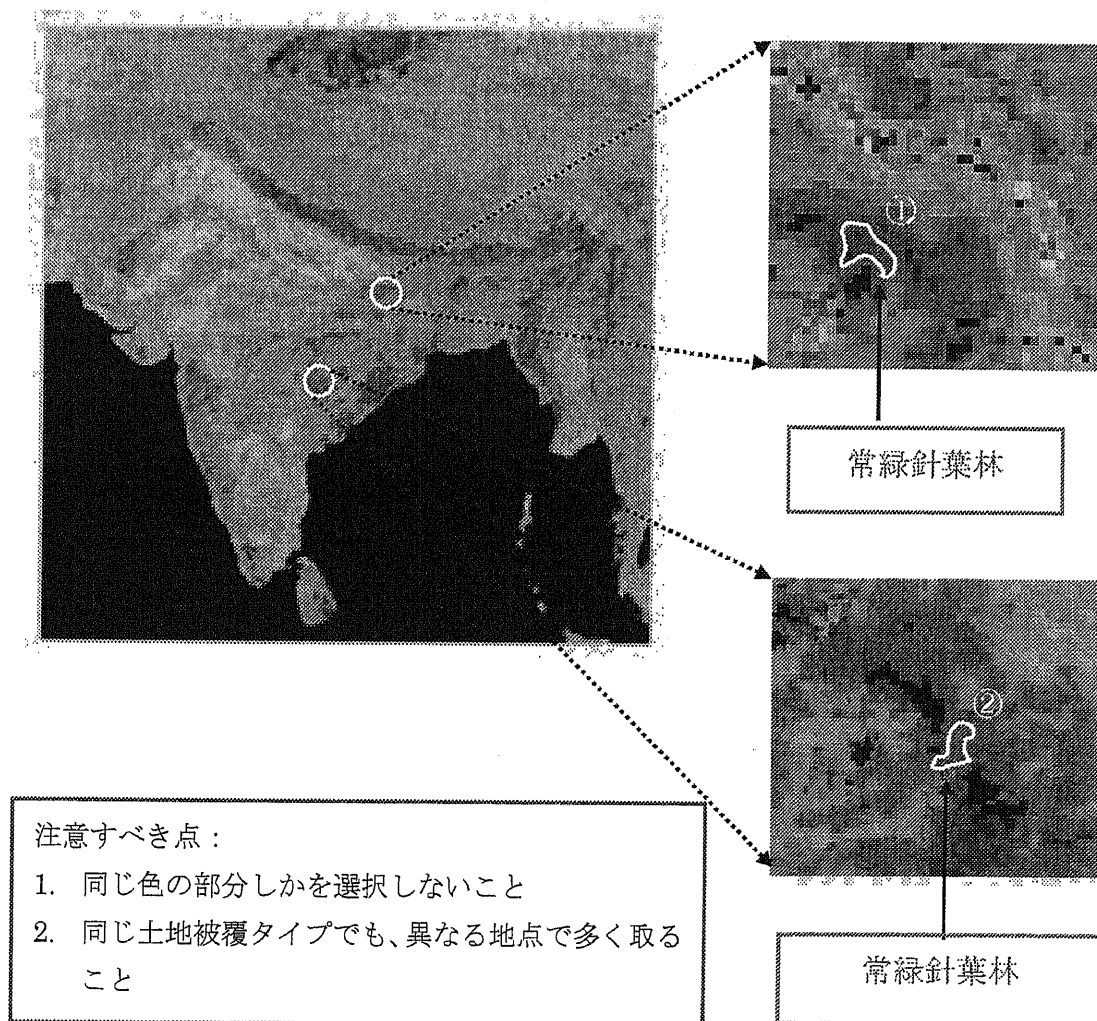 ①
常緑針葉林
②
注意すべき点：
1. 同じ色の部分しかを選択しないこと
2. 同じ土地被覆タイプでも、異なる地点で多く取る
こと
常緑針葉林